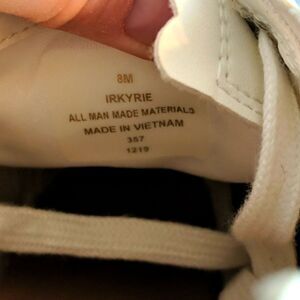 8M
IRKYRIE
ALL MAN MADE MATERIALS
MADE IN VIETNAM
357
1219